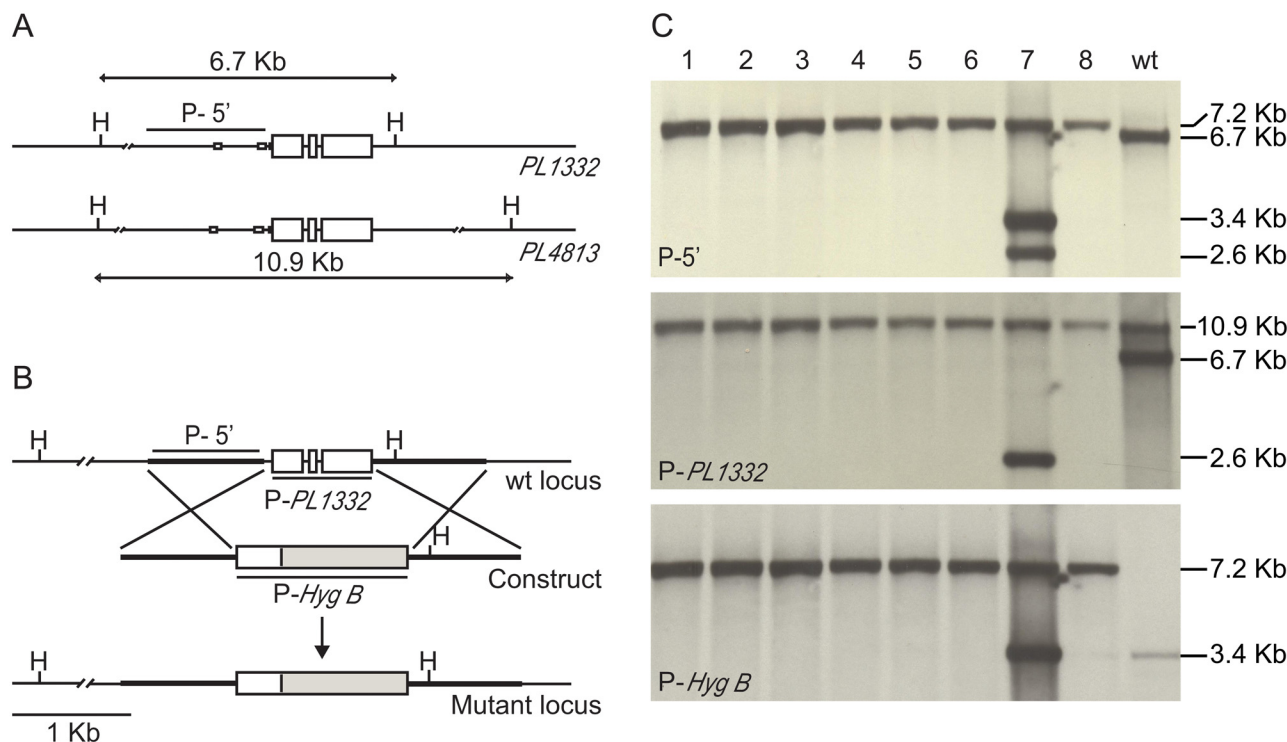 A
6.7 Kb
H
P- 5’
H
PL1332
H
H
PL4813
10.9 Kb
B
H
P- 5’
H
P-PL1332
wt locus
H
P-Hyg B
Construct
H
H
Mutant locus
1 Kb
C
1 2 3 4 5 6 7 8 wt
7.2 Kb
6.7 Kb
3.4 Kb
2.6 Kb
P-5’
10.9 Kb
6.7 Kb
2.6 Kb
P-PL1332
7.2 Kb
3.4 Kb
P-Hyg B